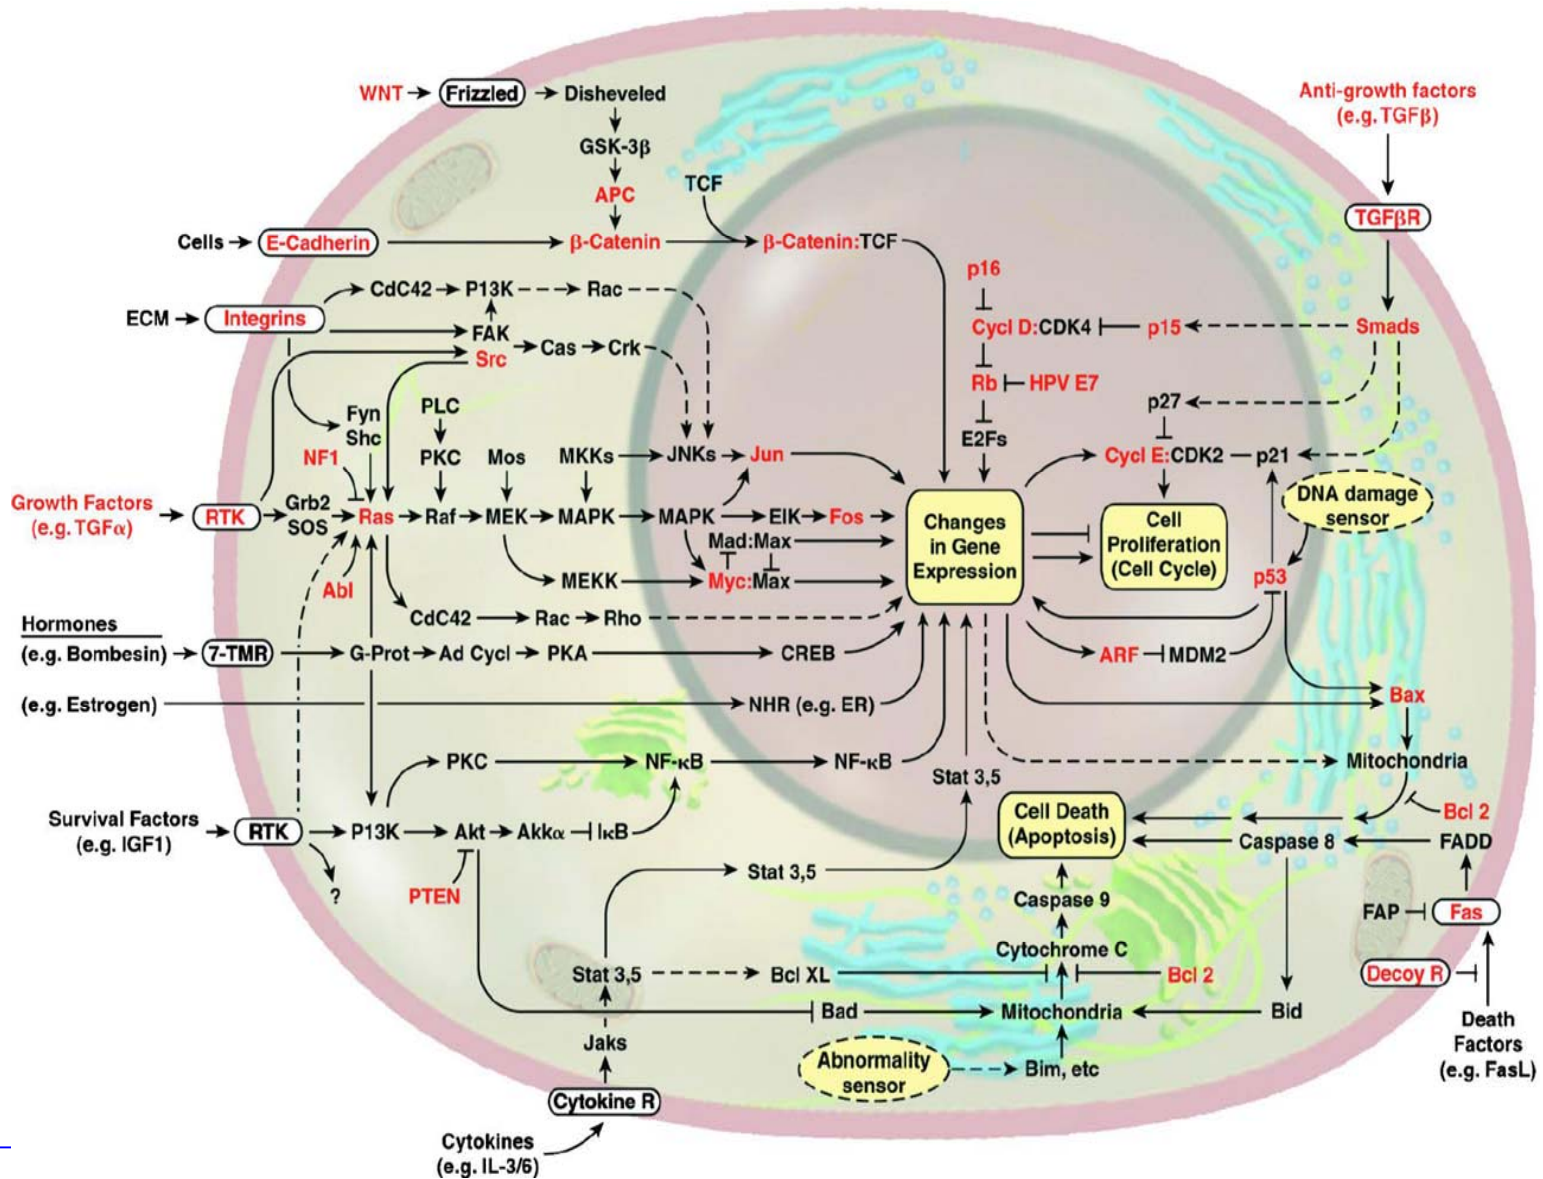 WNT
Frizzled
Disheveled
GSK-3β
APC
TCF
Anti-growth factors
(e.g. TGFβ)
TGFβR
Cells
E-Cadherin
β-Catenin
β-Catenin:TCF
p16
CdC42
P13K
Rac
ECM
Integrins
FAK
Src
Cas
Crk
Cycl D:CDK4
p15
Smads
Rb
HPV E7
Fyn
Shc
PLC
p27
E2Fs
NF1
PKC
Mos
MKKs
JNKs
Jun
Cycl E:CDK2
p21
DNA damage
sensor
Growth Factors
(e.g. TGFα)
RTK
Grb2
SOS
Ras
Raf
MEK
MAPK
MAPK
ElK
Fos
Mad:Max
Changes
in Gene
Expression
Cell
Proliferation
(Cell Cycle)
Abl
MEKK
Myc:Max
p53
CdC42
Rac
Rho
Hormones
(e.g. Bombesin)
7-TMR
G-Prot
Ad Cycl
PKA
CREB
ARF
MDM2
(e.g. Estrogen)
NHR (e.g. ER)
Bax
PKC
NF-κB
NF-κB
Stat 3,5
Mitochondria
Survival Factors
(e.g. IGF1)
RTK
P13K
Akt
Akkα
IκB
Cell Death
(Apoptosis)
Bcl 2
Caspase 8
FADD
?
PTEN
Stat 3,5
Caspase 9
FAP
Fas
Cytochrome C
Stat 3,5
Bcl XL
Bcl 2
Decoy R
Bad
Mitochondria
Bid
Death
Factors
(e.g. FasL)
Jaks
Abnormality
sensor
Bim, etc
Cytokine R
Cytokines
(e.g. IL-3/6)